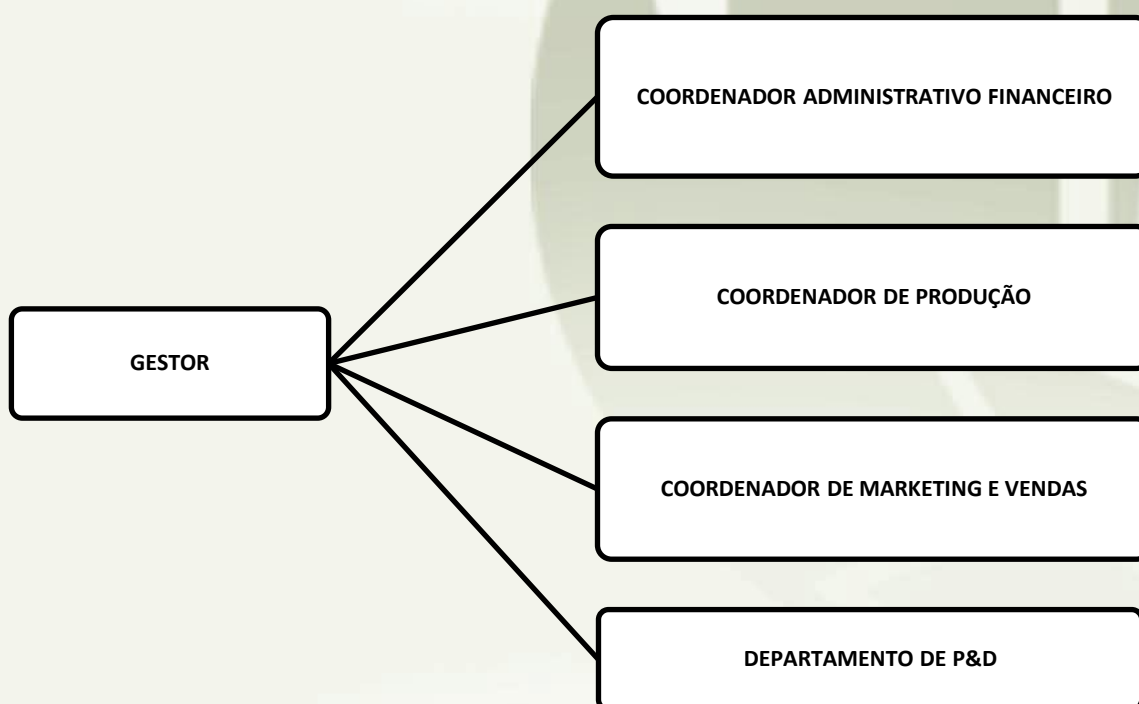 COORDENADOR ADMINISTRATIVO FINANCEIRO
COORDENADOR DE PRODUÇÃO
GESTOR
COORDENADOR DE MARKETING E VENDAS
DEPARTAMENTO DE P&D